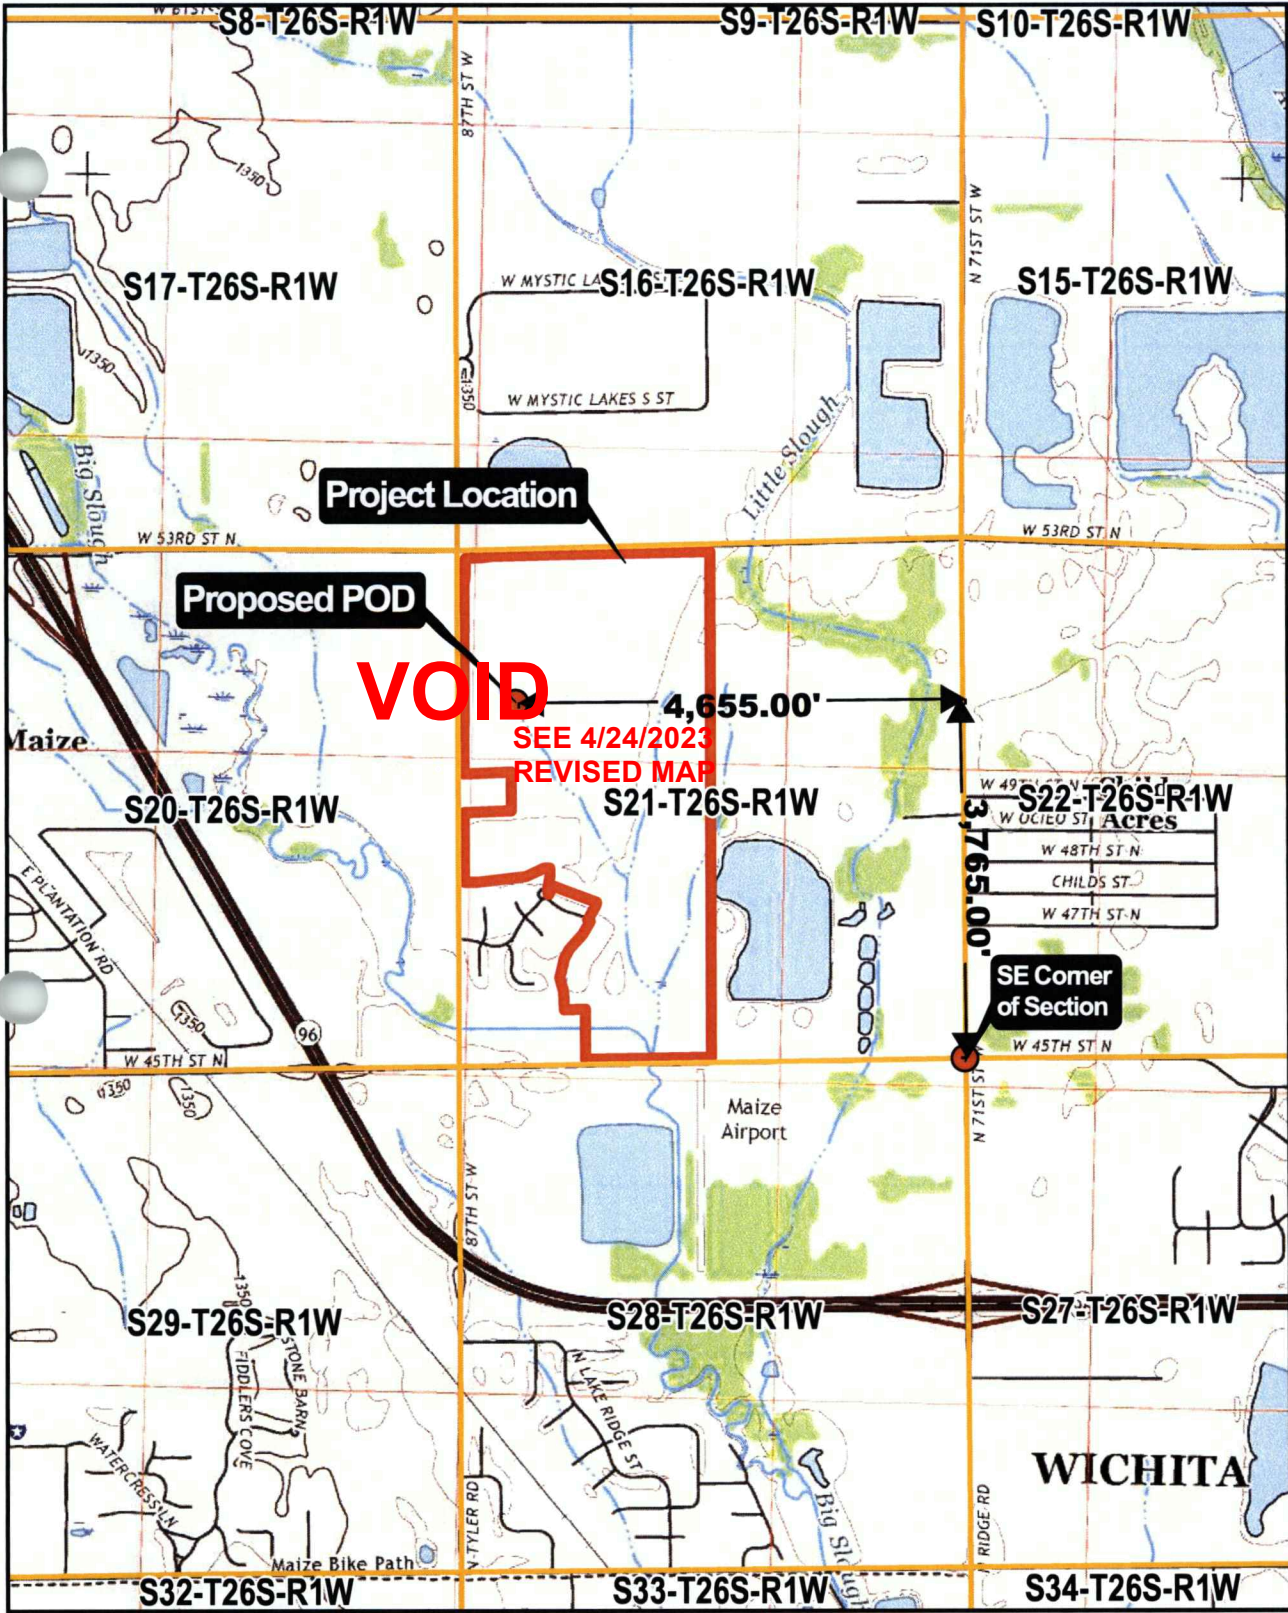 S8-T26S-R1W
S9-T26S-R1W
S10-T26S-R1W
87TH ST W
1350
N 71ST ST W
S17-T26S-R1W
W MYSTIC LA
S16-T26S-R1W
S15-T26S-R1W
1350
1350
W MYSTIC LAKES S ST
Little Slough
Big Slough
Project Location
W 53RD ST N
W 53RD ST N
Proposed POD
VOID
4,655.00'
SEE 4/24/2023
REVISED MAP
Maize
S20-T26S-R1W
S21-T26S-R1W
S22-T26S-R1W
Acres
W 48TH ST N
CHILDS ST
W 47TH ST N
3,765.00'
E PLANTATION RD
SE Corner
of Section
1350
96
W 45TH ST N
W 45TH ST N
1350
1350
Maize
Airport
N 71ST ST W
87TH ST W
1350
S29-T26S-R1W
S28-T26S-R1W
S27-T26S-R1W
STONE BARN
FIDDLERS COVE
N LAKE RIDGE ST
WATERCRESS LN
WICHITA
N TYLER RD
Big Slough
RIDGE RD
Maize Bike Path
S32-T26S-R1W
S33-T26S-R1W
S34-T26S-R1W